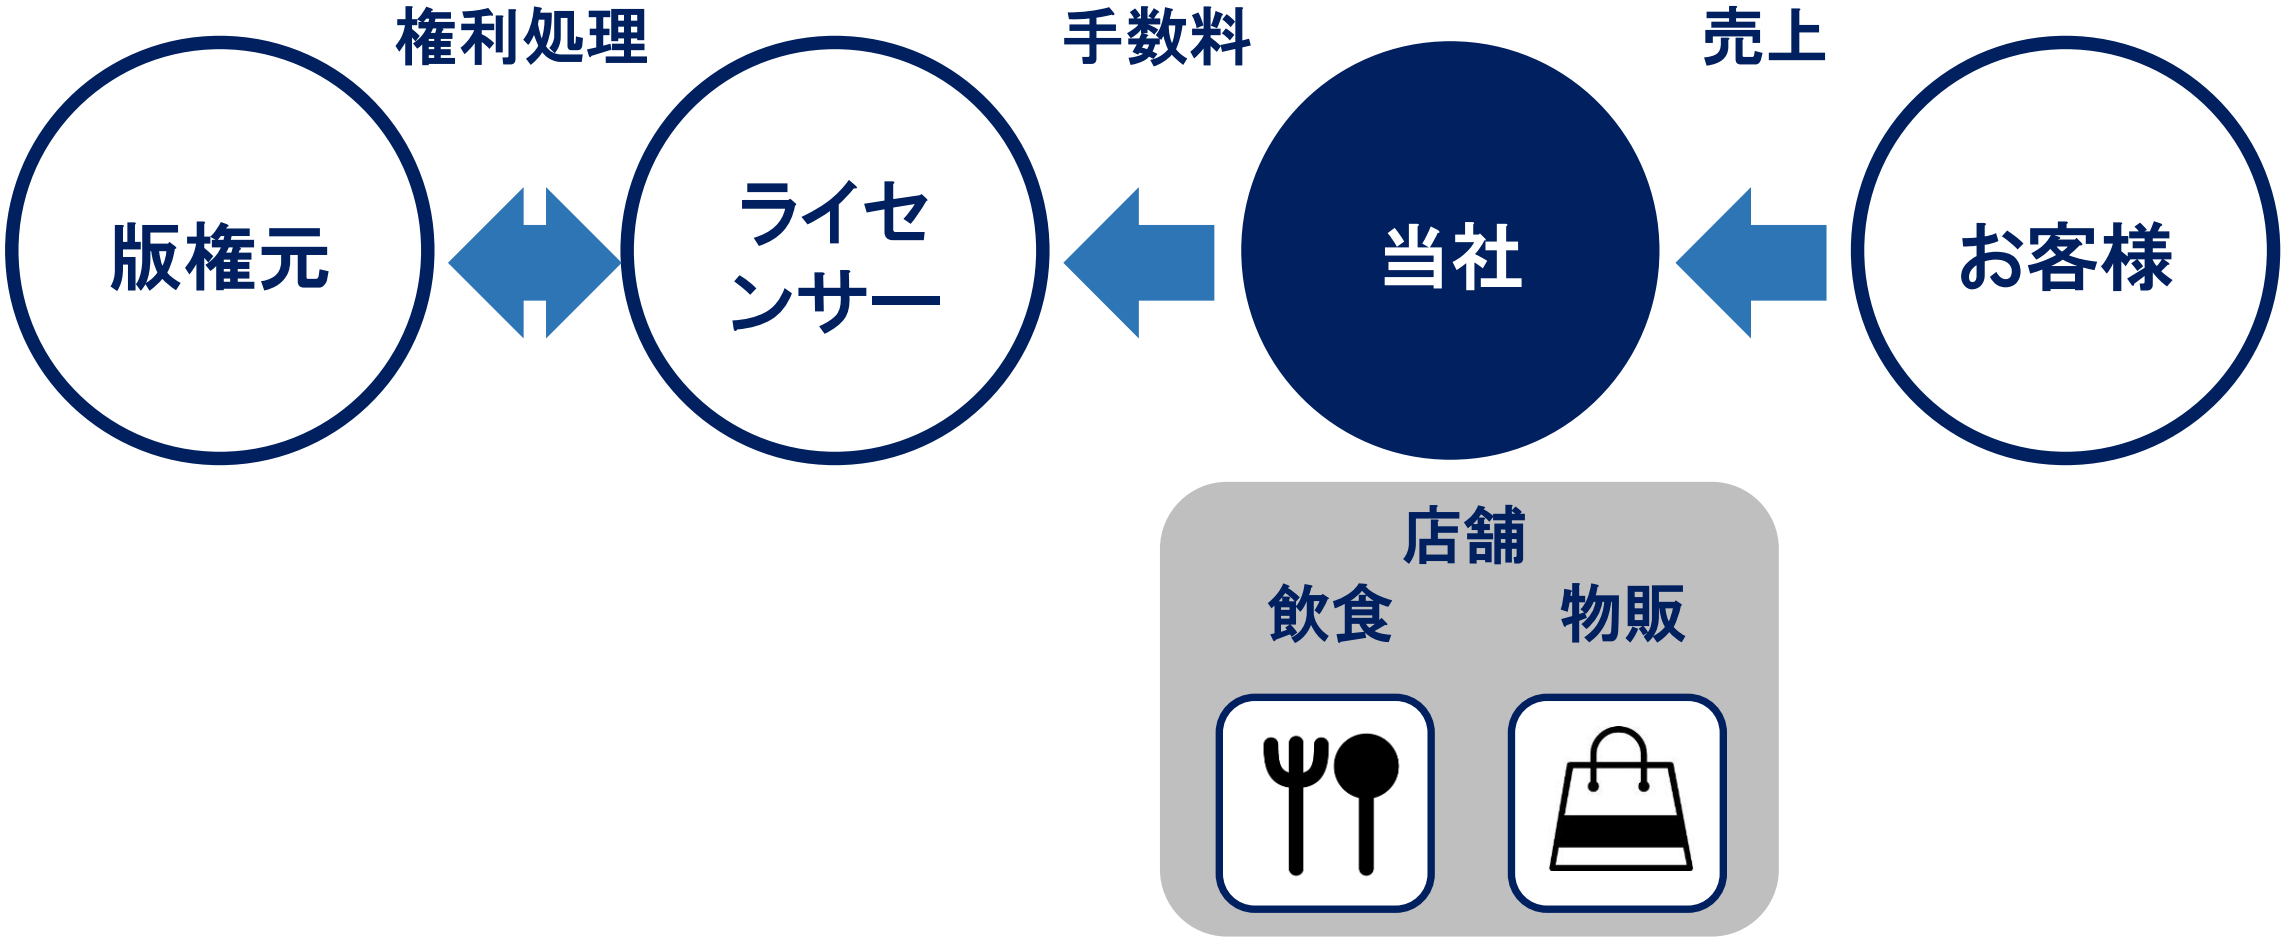 権利処理
手数料
売上
版権元
ライセ
ンサー
当社
お客様
店舗
飲食
物販